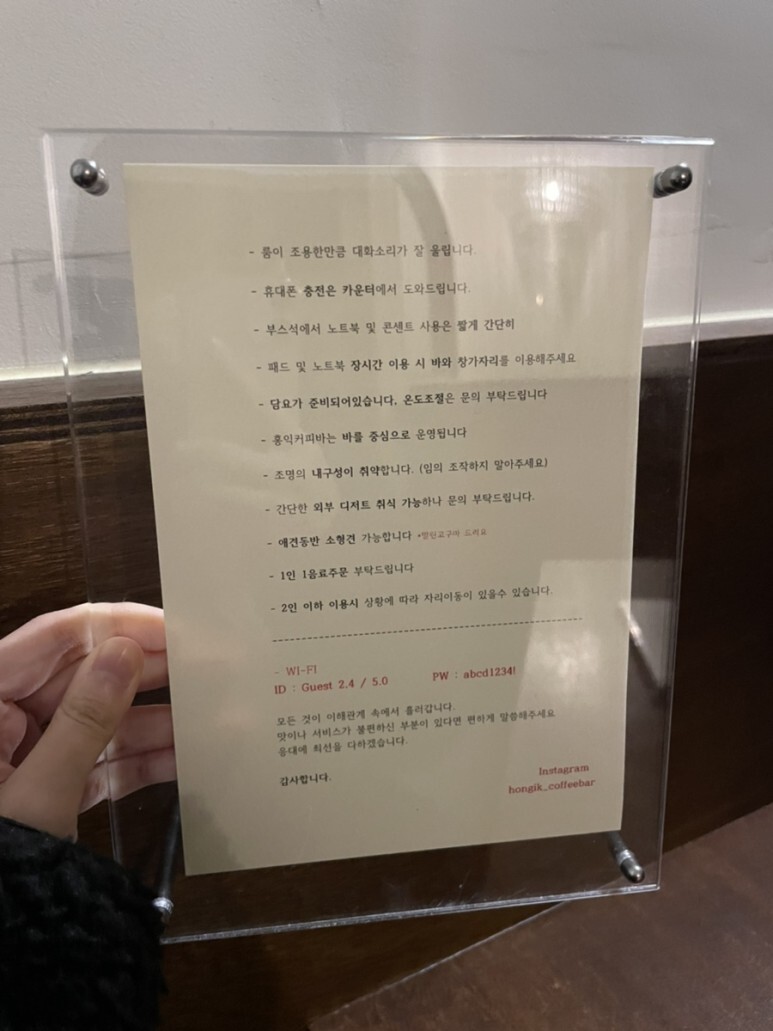 - 룸이 조용한만큼 대화소리가 잘 울립니다.
- 휴대폰 충전은 카운터에서 도와드립니다.
- 부스석에서 노트북 및 콘센트 사용은 짧게 간단히
- 패드 및 노트북 장시간 이용 시 바와 창가자리를 이용해주세요
- 담요가 준비되어있습니다, 온도조절은 문의 부탁드립니다
- 홍익커피바는 바를 중심으로 운영됩니다
- 조명의 내구성이 취약합니다. (임의 조작하지 말아주세요)
- 간단한 외부 디저트 취식 가능하나 문의 부탁드립니다.
- 애견동반 소형견 가능합니다 *말린고구마 드려요
- 1인 1음료주문 부탁드립니다
- 2인 이하 이용시 상황에 따라 자리이동이 있을수 있습니다.
- WI-FI
ID : Guest 2.4 / 5.0 PW : abcd1234!
모든 것이 이해관계 속에서 흘러갑니다.
맛이나 서비스가 불편하신 부분이 있다면 편하게 말씀해주세요
응대에 최선을 다하겠습니다.
감사합니다.
Instagram
hongik_coffeebar